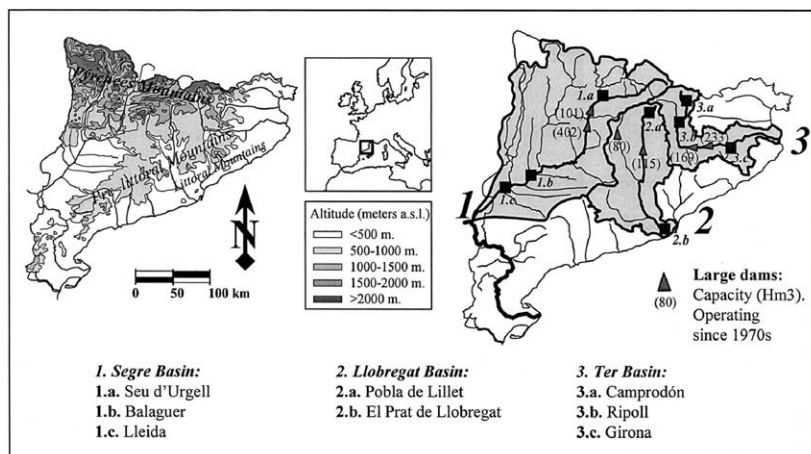 Pyrenees Mountains
Pre-littoral Mountains
Littoral Mountains
N
0 50 100 km
Altitude (meters a.s.l.)
<500 m.
500-1000 m.
1000-1500 m.
1500-2000 m.
>2000 m.
1.a
(101)
(402)
(80)
2.a
(115)
3.a
3.b
(233)
(169)
3.c
3
1.b
1.c
1
2
2.b
Large dams:
(80)
Capacity (Hm3).
Operating
since 1970s
1. Segre Basin:
1.a. Seu d'Urgell
1.b. Balaguer
1.c. Lleida
2. Llobregat Basin:
2.a. Pobla de Lillet
2.b. El Prat de Llobregat
3. Ter Basin:
3.a. Camprodón
3.b. Ripoll
3.c. Girona